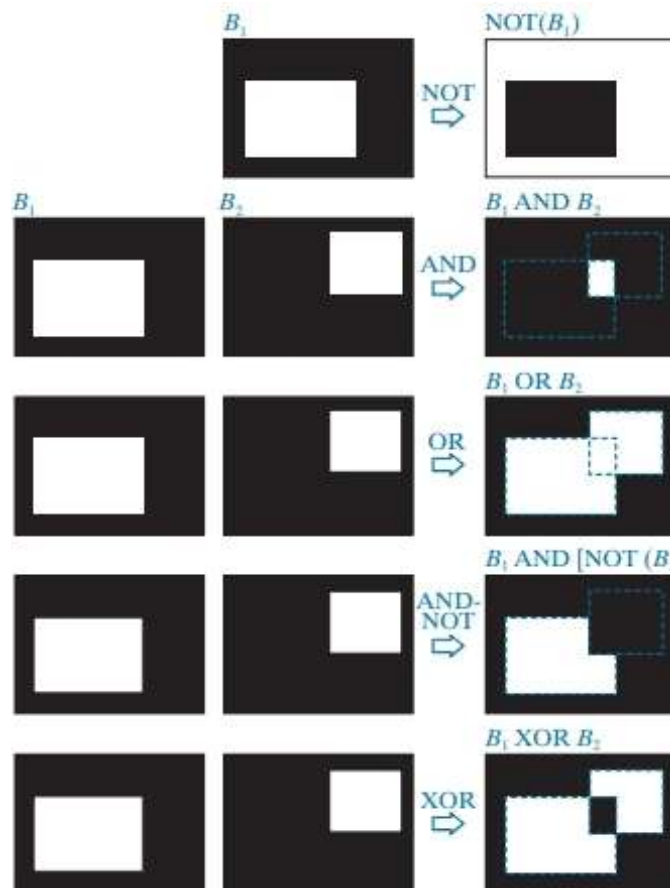 B₁
NOT(B₁)
NOT
B₁
B₂
B₁ AND B₂
AND
B₁ OR B₂
OR
B₁ AND [NOT (B
AND-
NOT
B₁ XOR B₂
XOR